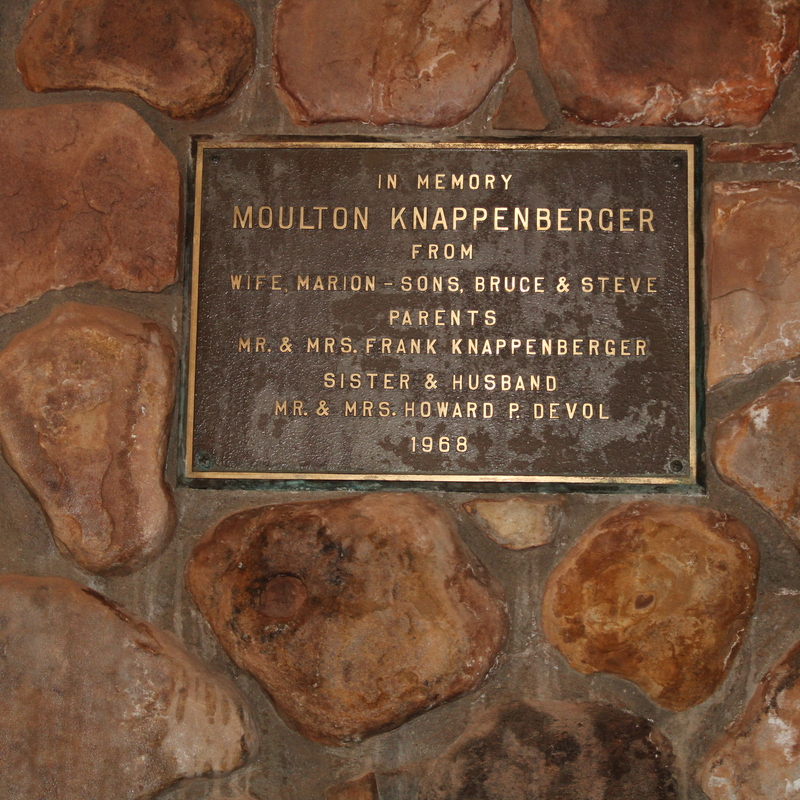 IN MEMORY
MOULTON KNAPPENBERGER
FROM
WIFE, MARION - SONS, BRUCE & STEVE
PARENTS
MR. & MRS. FRANK KNAPPENBERGER
SISTER & HUSBAND
MR. & MRS. HOWARD P. DEVOL
1968